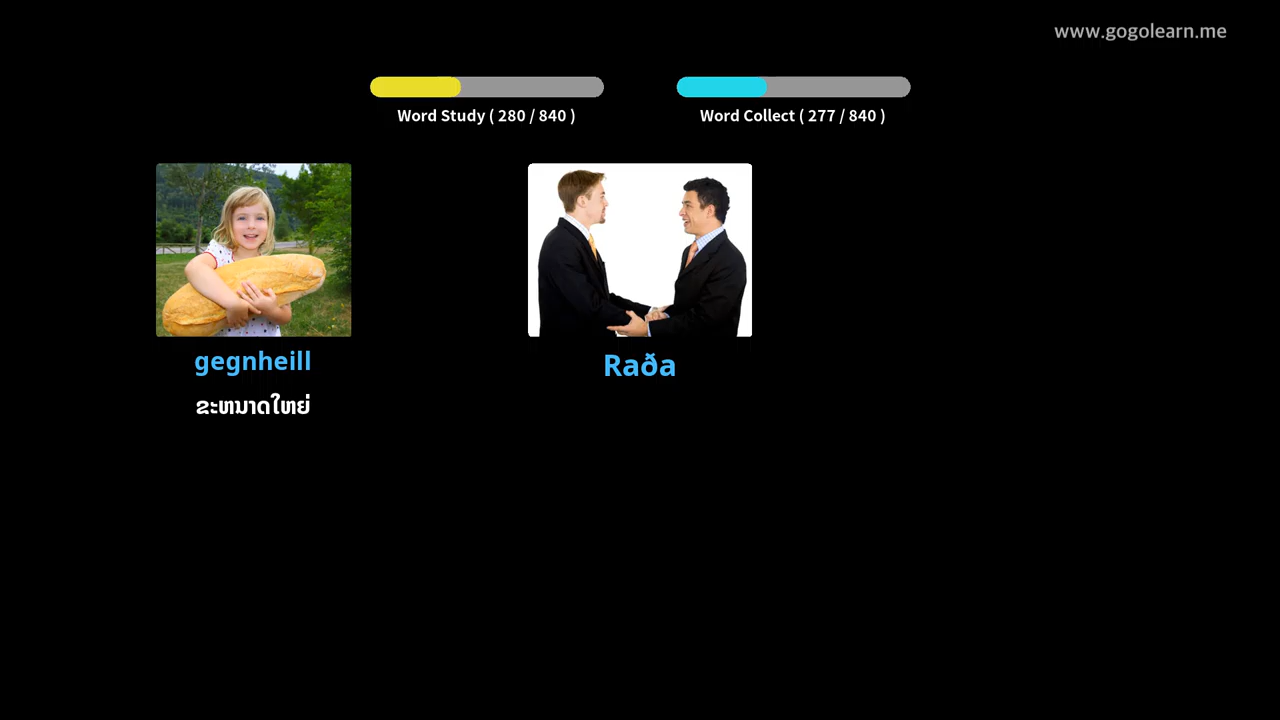 www.gogolearn.me
Word Study ( 280 / 840 )
Word Collect ( 277 / 840 )
gegnheill
Raða
ຂະຫນາດໃຫຍ່